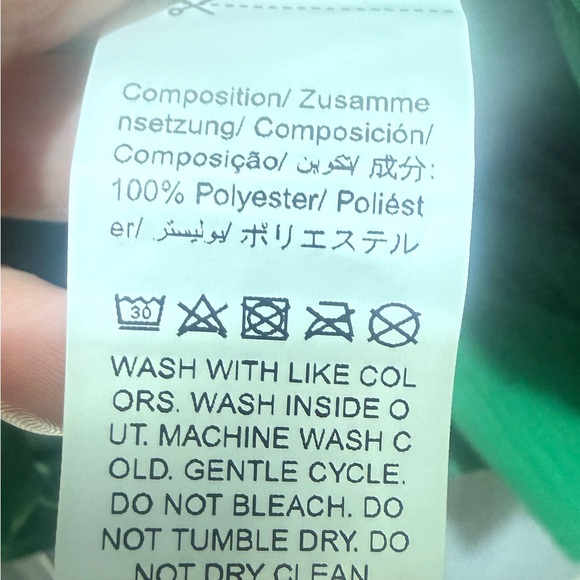 Composition/ Zusamme
nsetzung/ Composición/
Composição/ تكوين/ 成分:
100% Polyester/ Poliést
er/ بوليستر/ ポリエステル
30
WASH WITH LIKE COL
ORS. WASH INSIDE O
UT. MACHINE WASH C
OLD. GENTLE CYCLE.
DO NOT BLEACH. DO
NOT TUMBLE DRY. DO
NOT DRY CLEAN